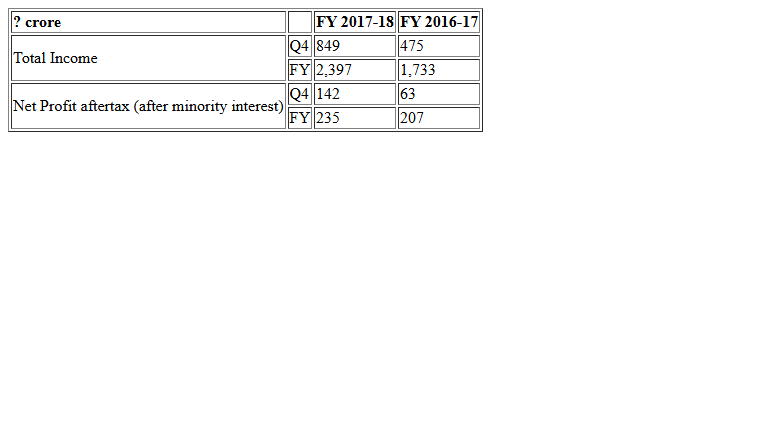 ? crore FY 2017-18 FY 2016-17
Total Income Q4 849 475
FY 2,397 1,733
Net Profit aftertax (after minority interest) Q4 142 63
FY 235 207